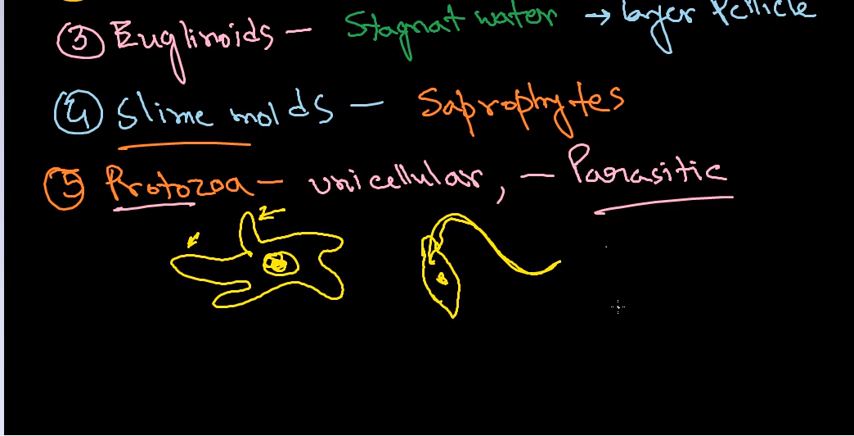 ③ Euglinoids — Stagnat water → layer Pellicle
④ Slime molds — Saprophytes
⑤ Protozoa — unicellular, — Parasitic